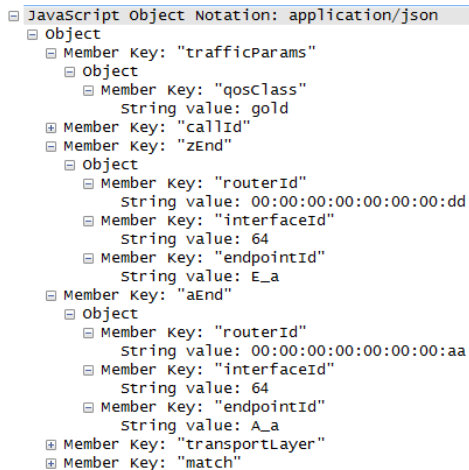 JavaScript Object Notation: application/json
Object
Member Key: "trafficParams"
Object
Member Key: "qosClass"
String value: gold
Member Key: "callId"
Member Key: "zEnd"
Object
Member Key: "routerId"
String value: 00:00:00:00:00:00:00:dd
Member Key: "interfaceId"
String value: 64
Member Key: "endpointId"
String value: E_a
Member Key: "aEnd"
Object
Member Key: "routerId"
String value: 00:00:00:00:00:00:00:aa
Member Key: "interfaceId"
String value: 64
Member Key: "endpointId"
String value: A_a
Member Key: "transportLayer"
Member Key: "match"